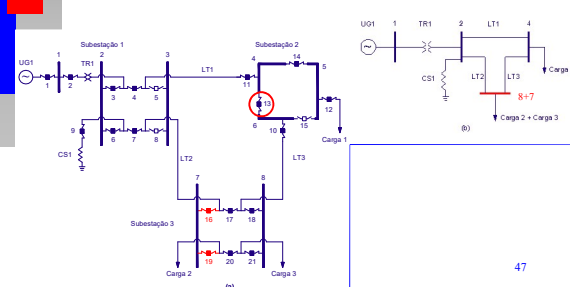 Subestação 1
Subestação 2
UG1
1
TR1
2
3
4
5
14
LT1
1
2
3
4
5
11
13
12
9
6
7
8
6
10
15
CS1
LT2
LT3
Carga 1
7
8
16
17
18
Subestação 3
19
20
21
Carga 2
Carga 3
(a)
UG1
1
TR1
2
LT1
4
CS1
LT2
LT3
Carga
8+7
Carga 2 + Carga 3
(b)
47